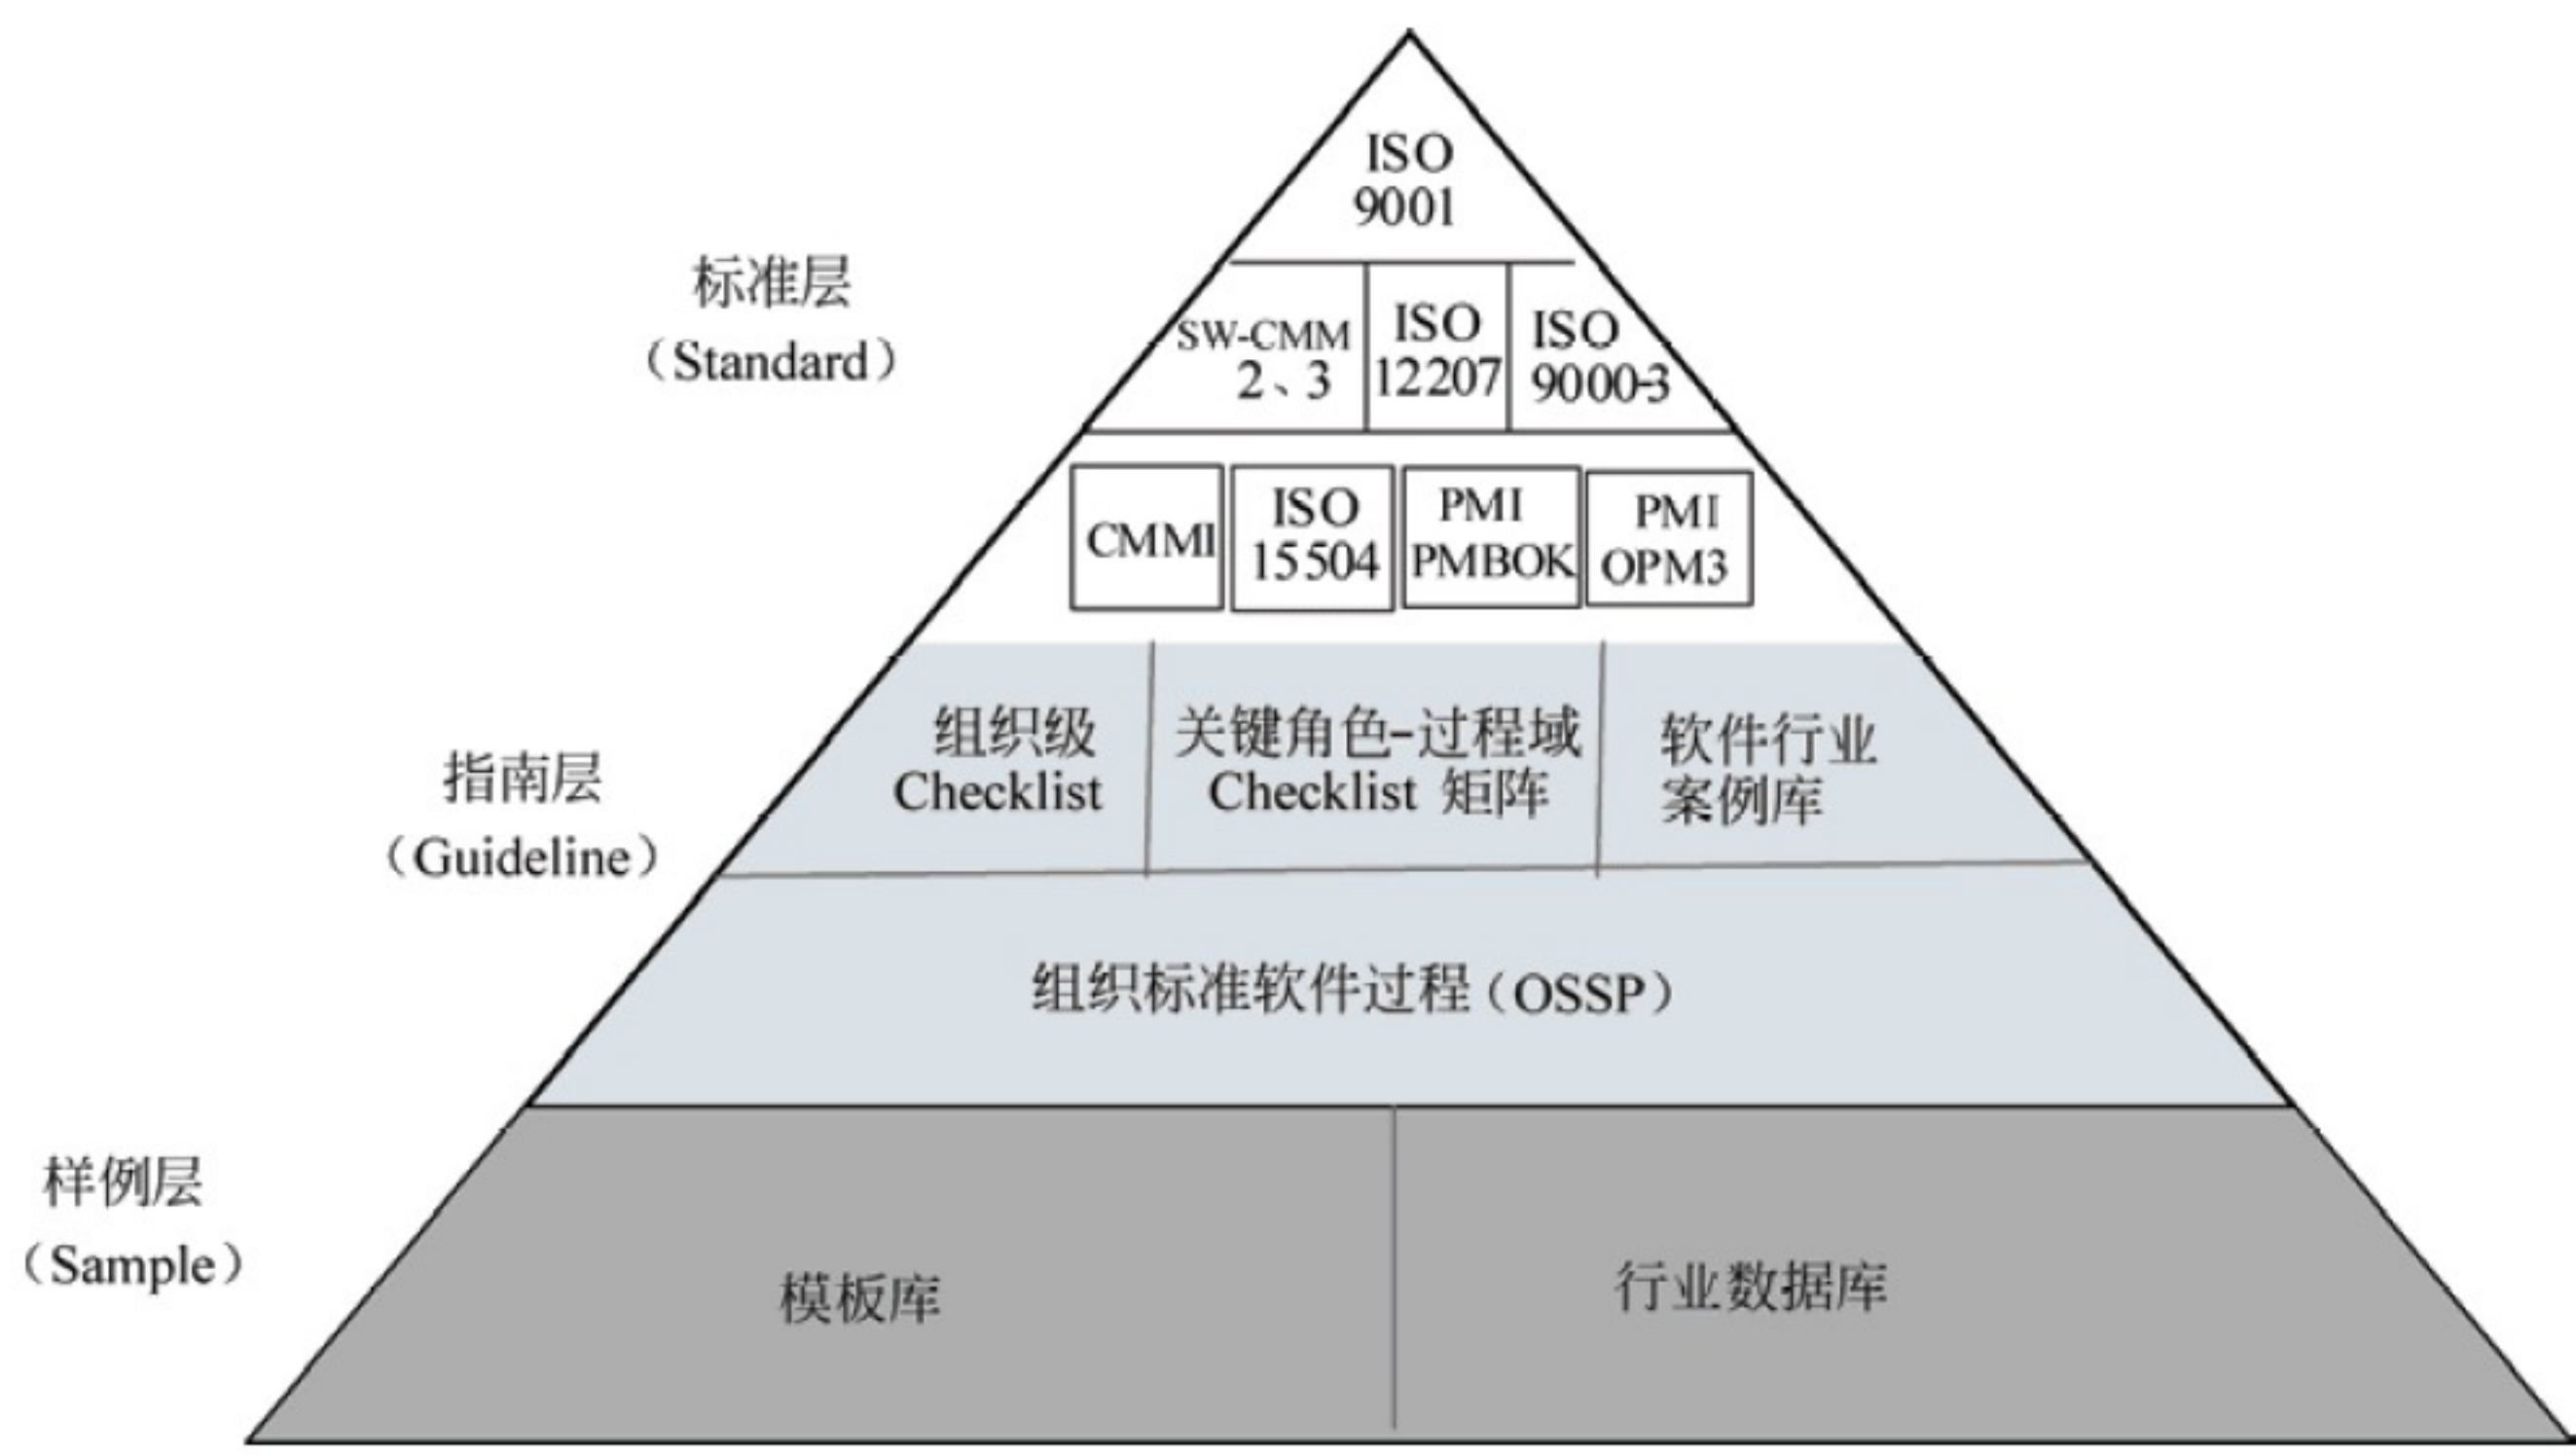 ISO
9001
标准层
（Standard）
SW-CMM
2、3
ISO
12207
ISO
9000-3
CMMI
ISO
15504
PMI
PMBOK
PMI
OPM3
指南层
（Guideline）
组织级
Checklist
关键角色-过程域
Checklist 矩阵
软件行业
案例库
组织标准软件过程（OSSP）
样例层
（Sample）
模板库
行业数据库